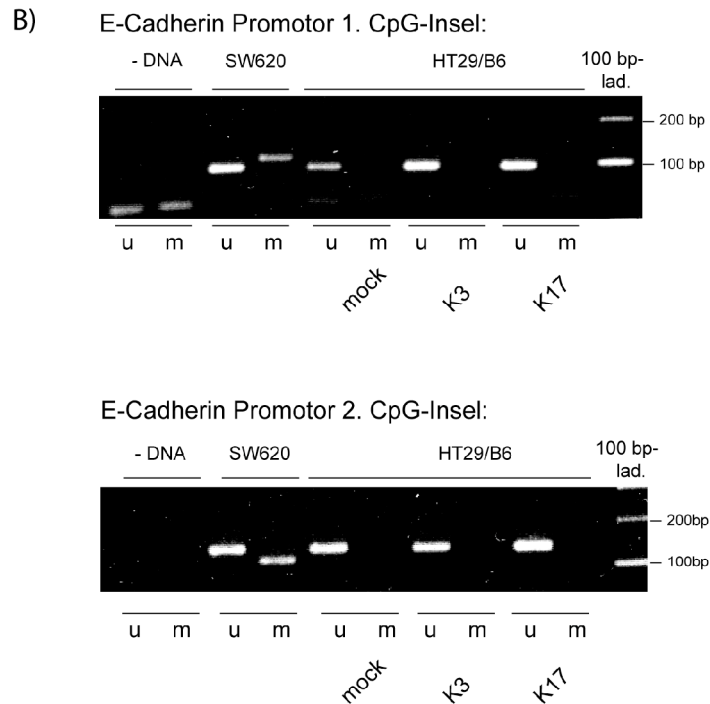 B)
E-Cadherin Promotor 1. CpG-Insel:
- DNA SW620 HT29/B6 100 bp-
lad.
200 bp
100 bp
u m u m u m u m u m
mock K3 K17
E-Cadherin Promotor 2. CpG-Insel:
- DNA SW620 HT29/B6 100 bp-
lad.
200bp
100bp
u m u m u m u m u m
mock K3 K17